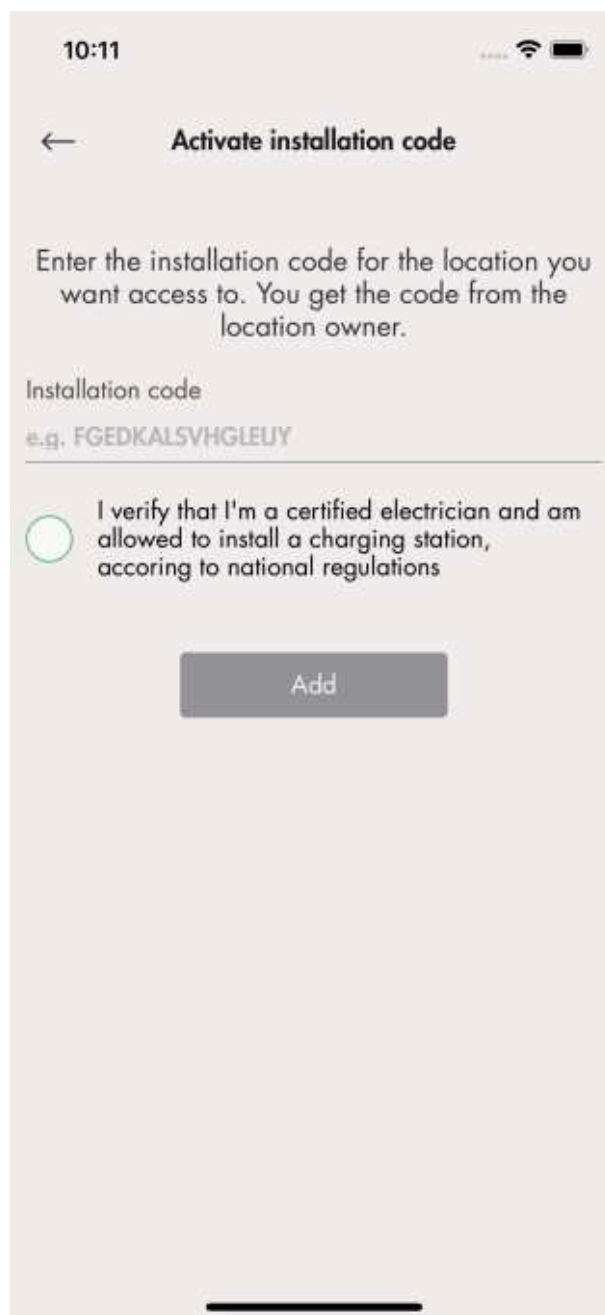 10:11
Activate installation code
Enter the installation code for the location you
want access to. You get the code from the
location owner.
Installation code
e.g. FGEDKALSVHGLEUY
I verify that I'm a certified electrician and am
allowed to install a charging station,
accoring to national regulations
Add